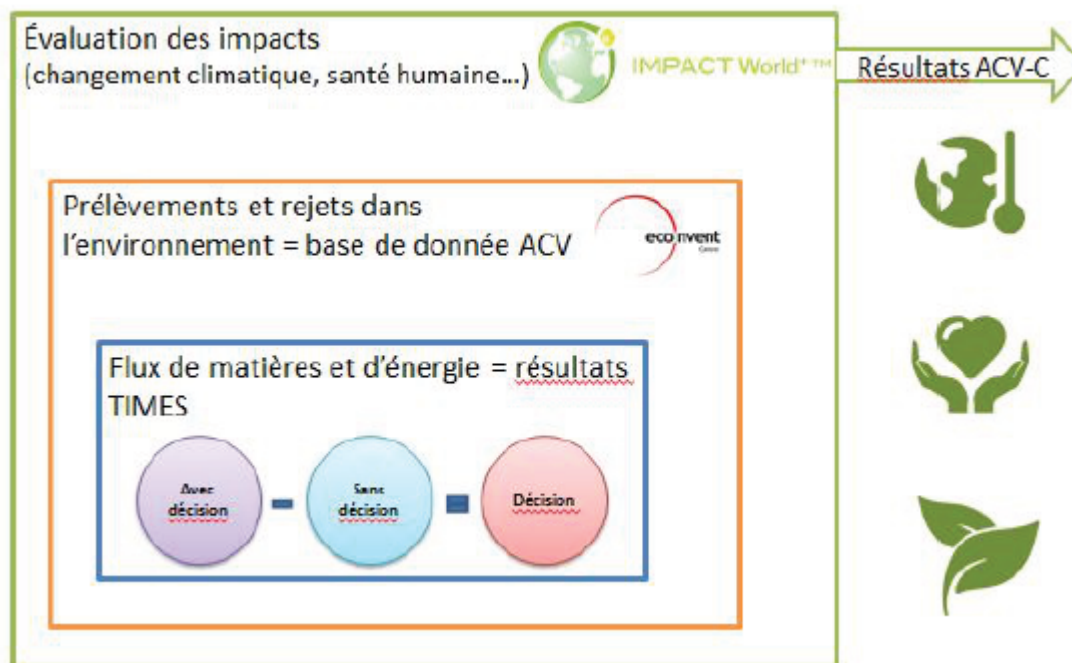 Évaluation des impacts
(changement climatique, santé humaine...)
IMPACT World+ ™
Résultats ACV-C
Prélèvements et rejets dans
l'environnement = base de donnée ACV
ecoinvent
Flux de matières et d'énergie = résultats
TIMES
Avec
décision
-
Sans
décision
=
Décision